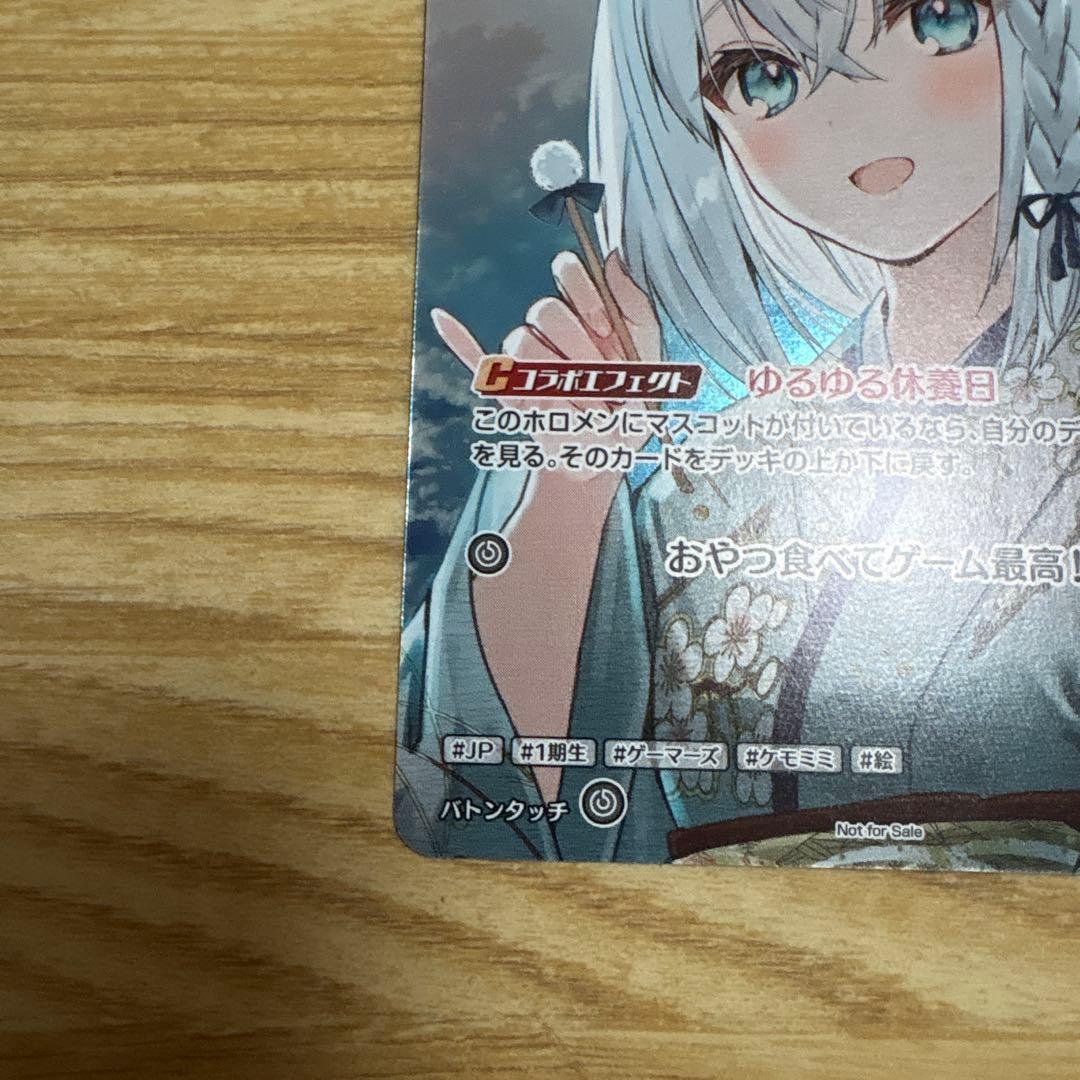 Cコラボエフェクト ゆるゆる休養日
このホロメンにマスコットが付いているなら、自分のデ
を見る。そのカードをデッキの上か下に戻す。
おやつ食べてゲーム最高！
#JP #1期生 #ゲーマーズ #ケモミミ #絵
バトンタッチ
Not for Sale